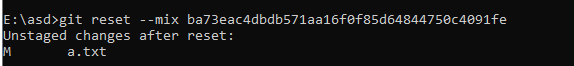 E:\asd>git reset --mix ba73eac4dbdb571aa16f0f85d64844750c4091fe
Unstaged changes after reset:
M       a.txt